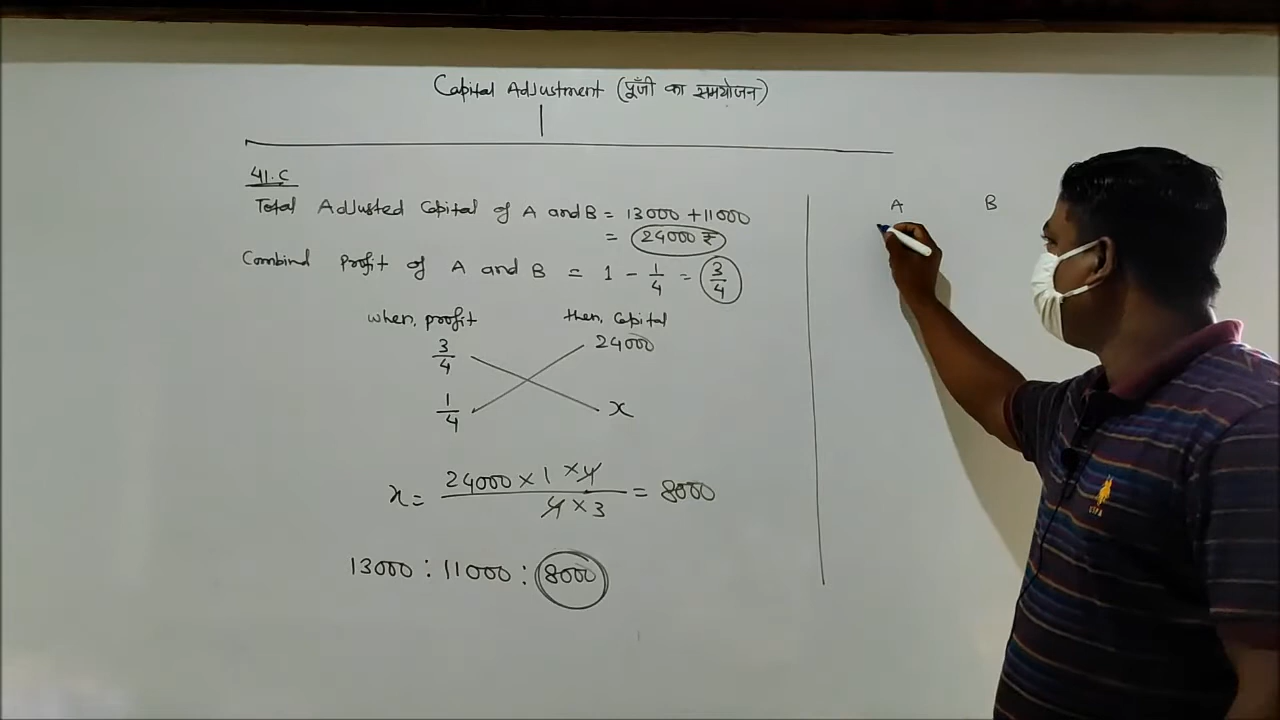 Capital Adjustment (पूँजी का समायोजन)
41.C
Total Adjusted Capital of A and B = 13000 + 11000
= 24000 ₹
Combind Profit of A and B = 1 - 1/4 = 3/4
when, profit then, capital
3/4 24000
1/4 x
x = 24000 × 1 × 4 / 4 × 3 = 8000
13000 : 11000 : 8000
A B